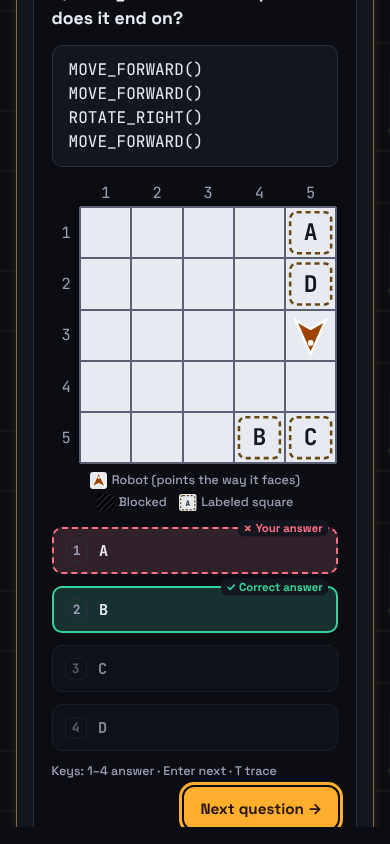 does it end on?
MOVE_FORWARD()
MOVE_FORWARD()
ROTATE_RIGHT()
MOVE_FORWARD()
1 2 3 4 5
1 A
2 D
3
4
5 B C
Robot (points the way it faces)
Blocked A Labeled square
× Your answer
1 A
✓ Correct answer
2 B
3 C
4 D
Keys: 1–4 answer · Enter next · T trace
Next question →